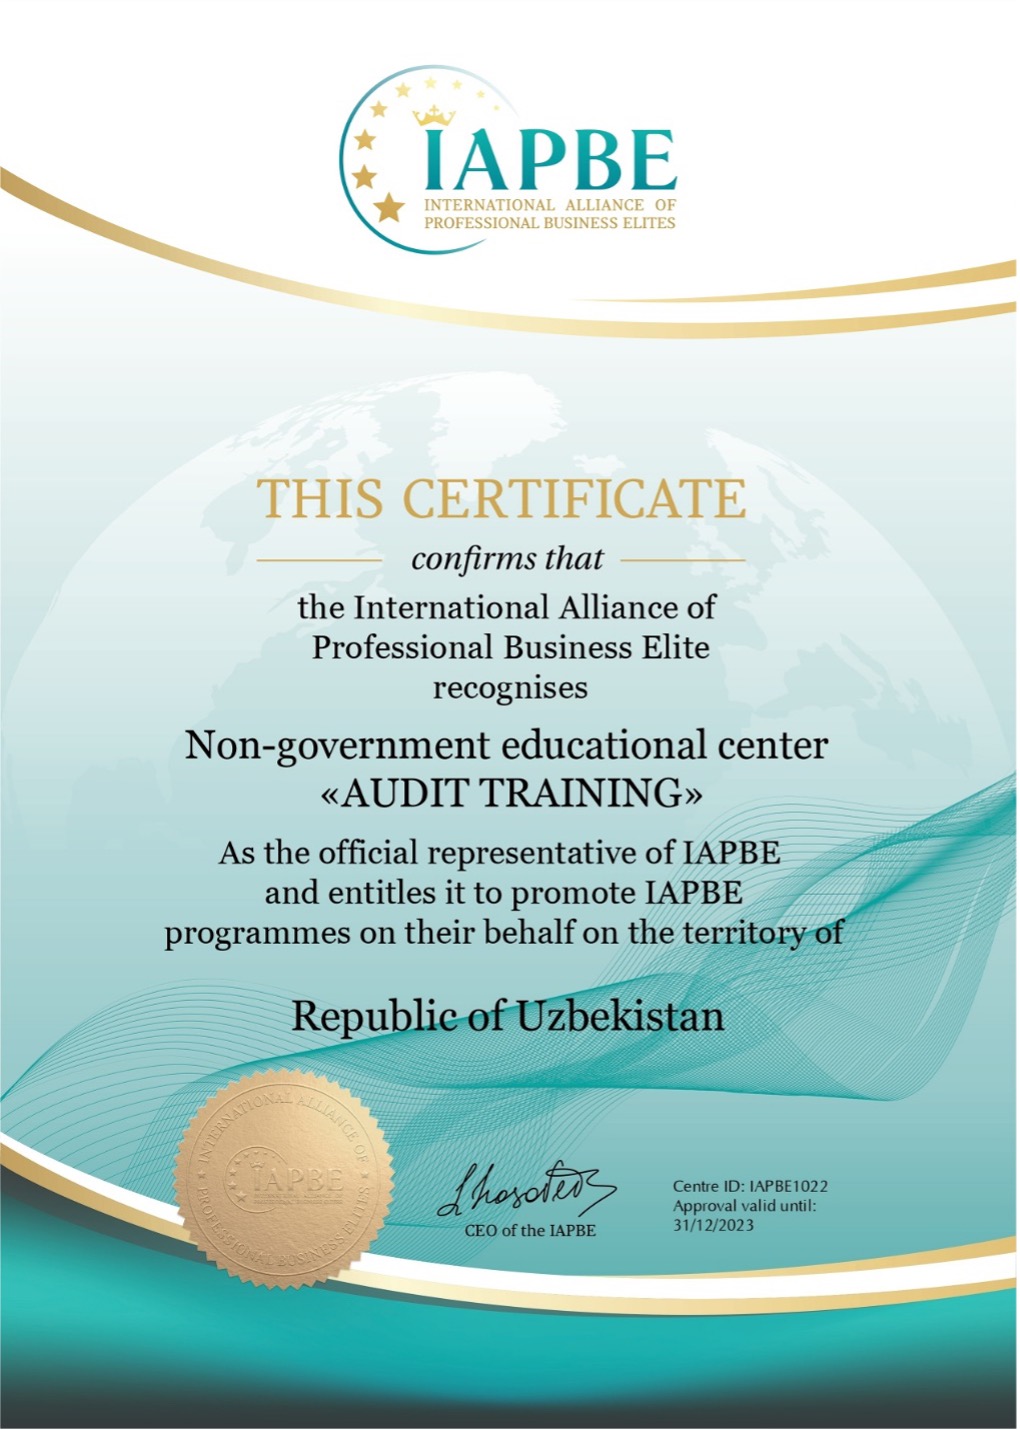 IAPBE
INTERNATIONAL ALLIANCE OF
PROFESSIONAL BUSINESS ELITES
THIS CERTIFICATE
confirms that
the International Alliance of
Professional Business Elite
recognises
Non-government educational center
«AUDIT TRAINING»
As the official representative of IAPBE
and entitles it to promote IAPBE
programmes on their behalf on the territory of
Republic of Uzbekistan
INTERNATIONAL ALLIANCE OF
IAPBE
PROFESSIONAL BUSINESS ELITES
CEO of the IAPBE
Centre ID: IAPBE1022
Approval valid until:
31/12/2023